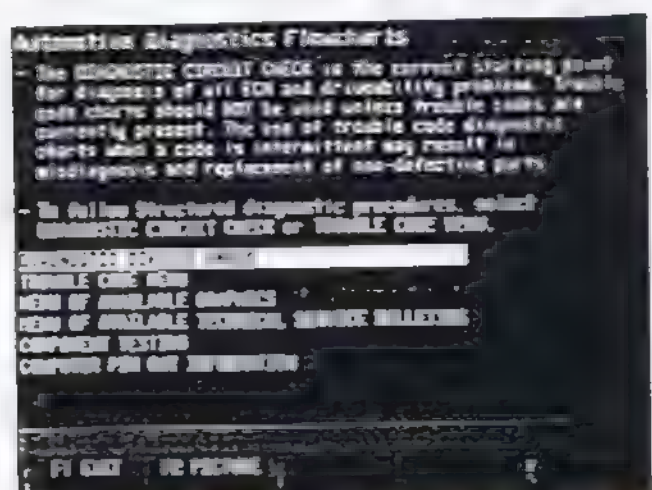 Automotive Diagnostics Flowcharts
- The DIAGNOSTIC CIRCUIT CHECK is the correct starting point
for diagnosis of all ECM and driveability problems. Trouble
code charts should NOT be used unless trouble codes are
currently present. The use of trouble code diagnostic
charts when a code is intermittent may result in
misdiagnosis and replacement of non-defective parts.
- To follow Structured diagnostic procedures, select
DIAGNOSTIC CIRCUIT CHECK or TROUBLE CODE MENU.
TROUBLE CODE MENU
MENU OF AVAILABLE GRAPHICS
MENU OF AVAILABLE TECHNICAL SERVICE BULLETINS
COMPONENT TESTING
COMPUTER PIN OUT INFORMATION
F1